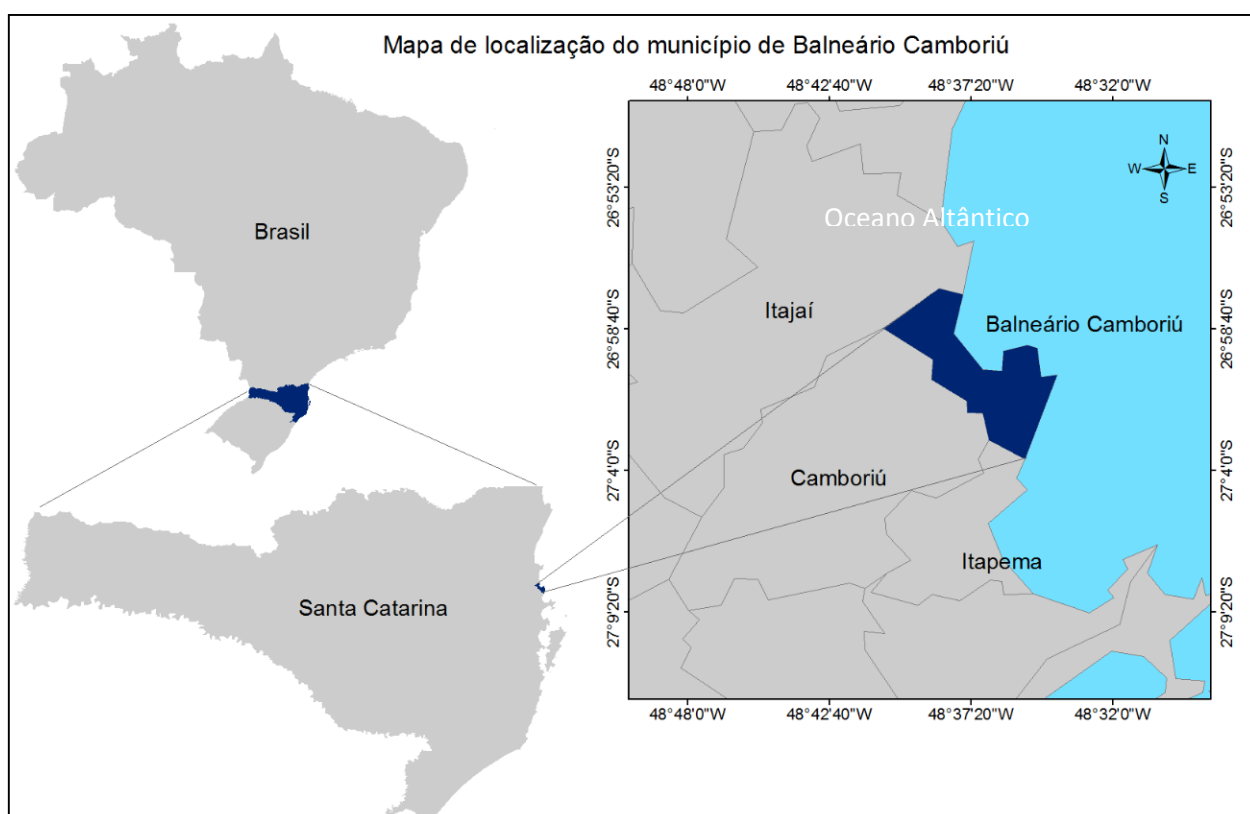 Mapa de localização do município de Balneário Camboriú
48°48'0"W 48°42'40"W 48°37'20"W 48°32'0"W
N
W E
S
26°53'20"S 26°53'20"S
Oceano Altântico
Brasil
Itajaí
Balneário Camboriú
26°58'40"S 26°58'40"S
Camboriú
27°4'0"S 27°4'0"S
Itapema
Santa Catarina
27°9'20"S 27°9'20"S
48°48'0"W 48°42'40"W 48°37'20"W 48°32'0"W